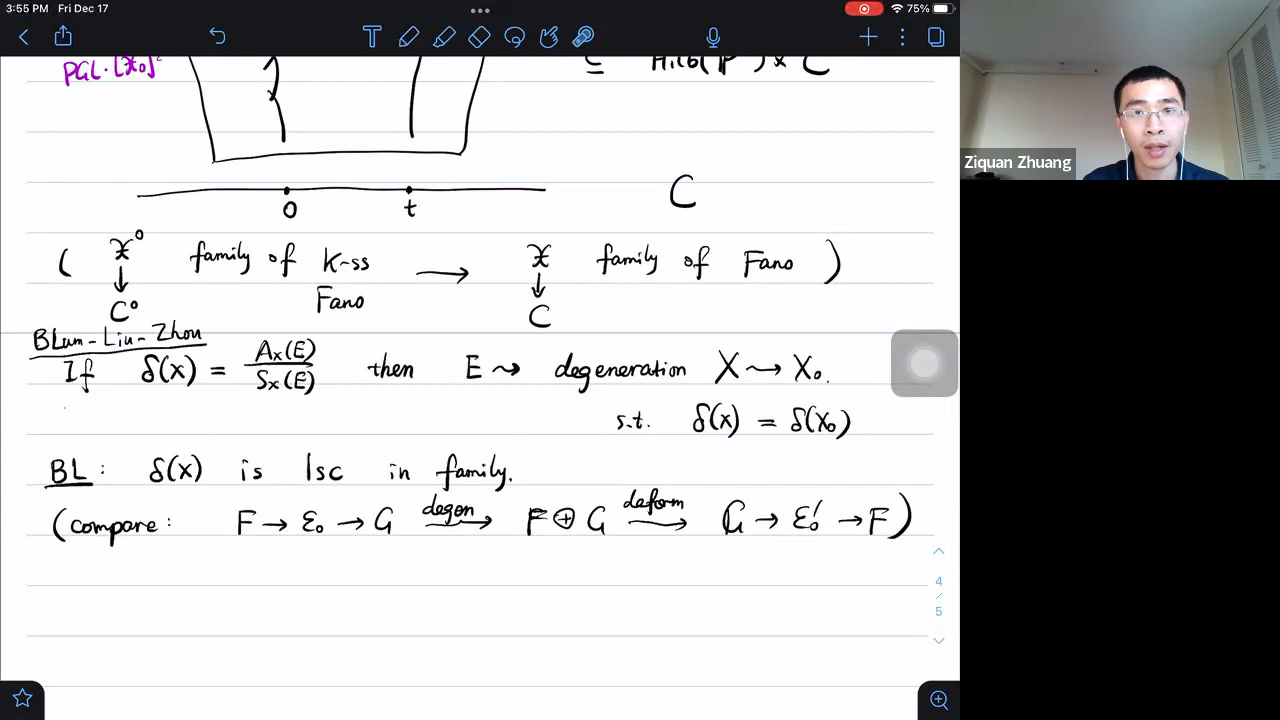 3:55 PM Fri Dec 17
75%
T
PGL·[X₀]
⊆ Hilb(P ) x C
0 t
C
( 𝒳° family of K-ss ⟶ 𝒳 family of Fano )
↓ Fano ↓
C° C
BLum-Liu-Zhou
If δ(x) = Aₓ(E)/Sₓ(E) then E ⇝ degeneration X ⇝ X₀.
s.t. δ(x) = δ(X₀)
BL: δ(x) is lsc in family.
(compare: F → ℰ₀ → G degen⟶ F ⊕ G deform⟶ G → ℰ₀′ → F)
4
/
5
Ziquan Zhuang